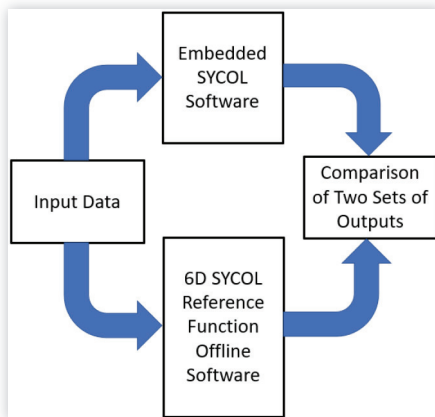 Embedded
SYCOL
Software
Input Data
Comparison
of Two Sets of
Outputs
6D SYCOL
Reference
Function
Offline
Software